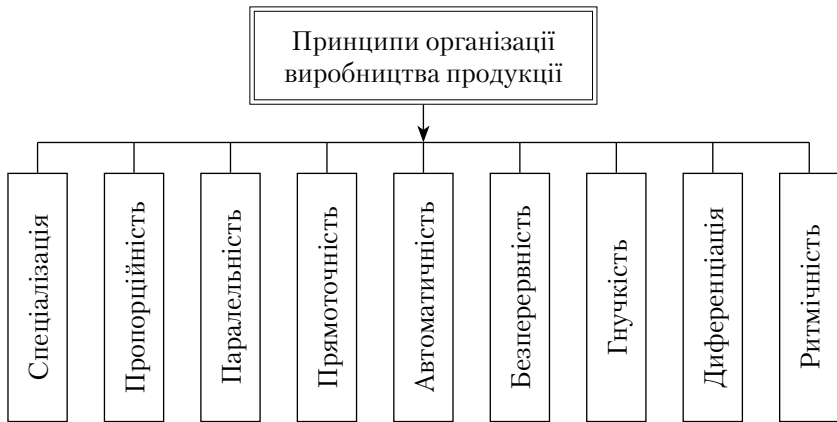 Принципи організації
виробництва продукції
Спеціалізація
Пропорційність
Паралельність
Прямоточність
Автоматичність
Безперервність
Гнучкість
Диференціація
Ритмічність